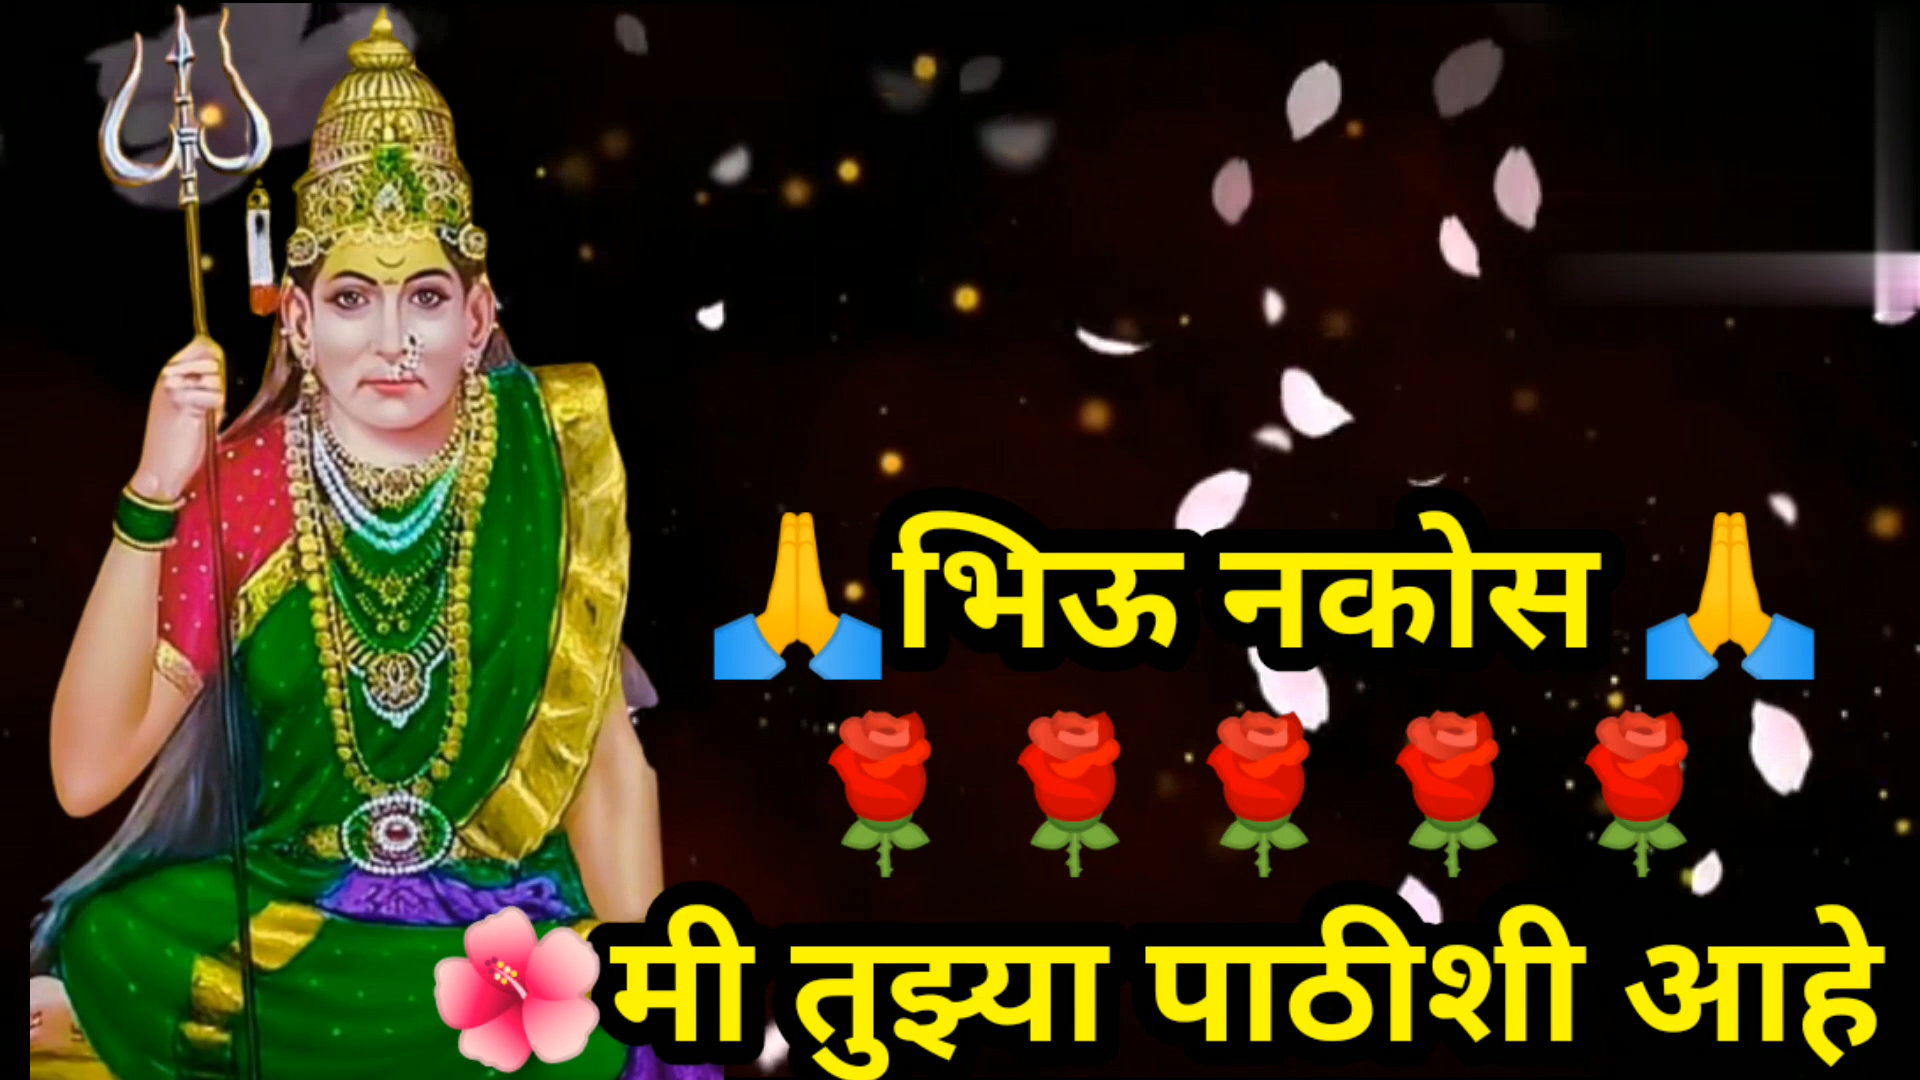 🙏भिऊ नकोस 🙏
🌹 🌹 🌹 🌹 🌹
🌺मी तुझ्या पाठीशी आहे